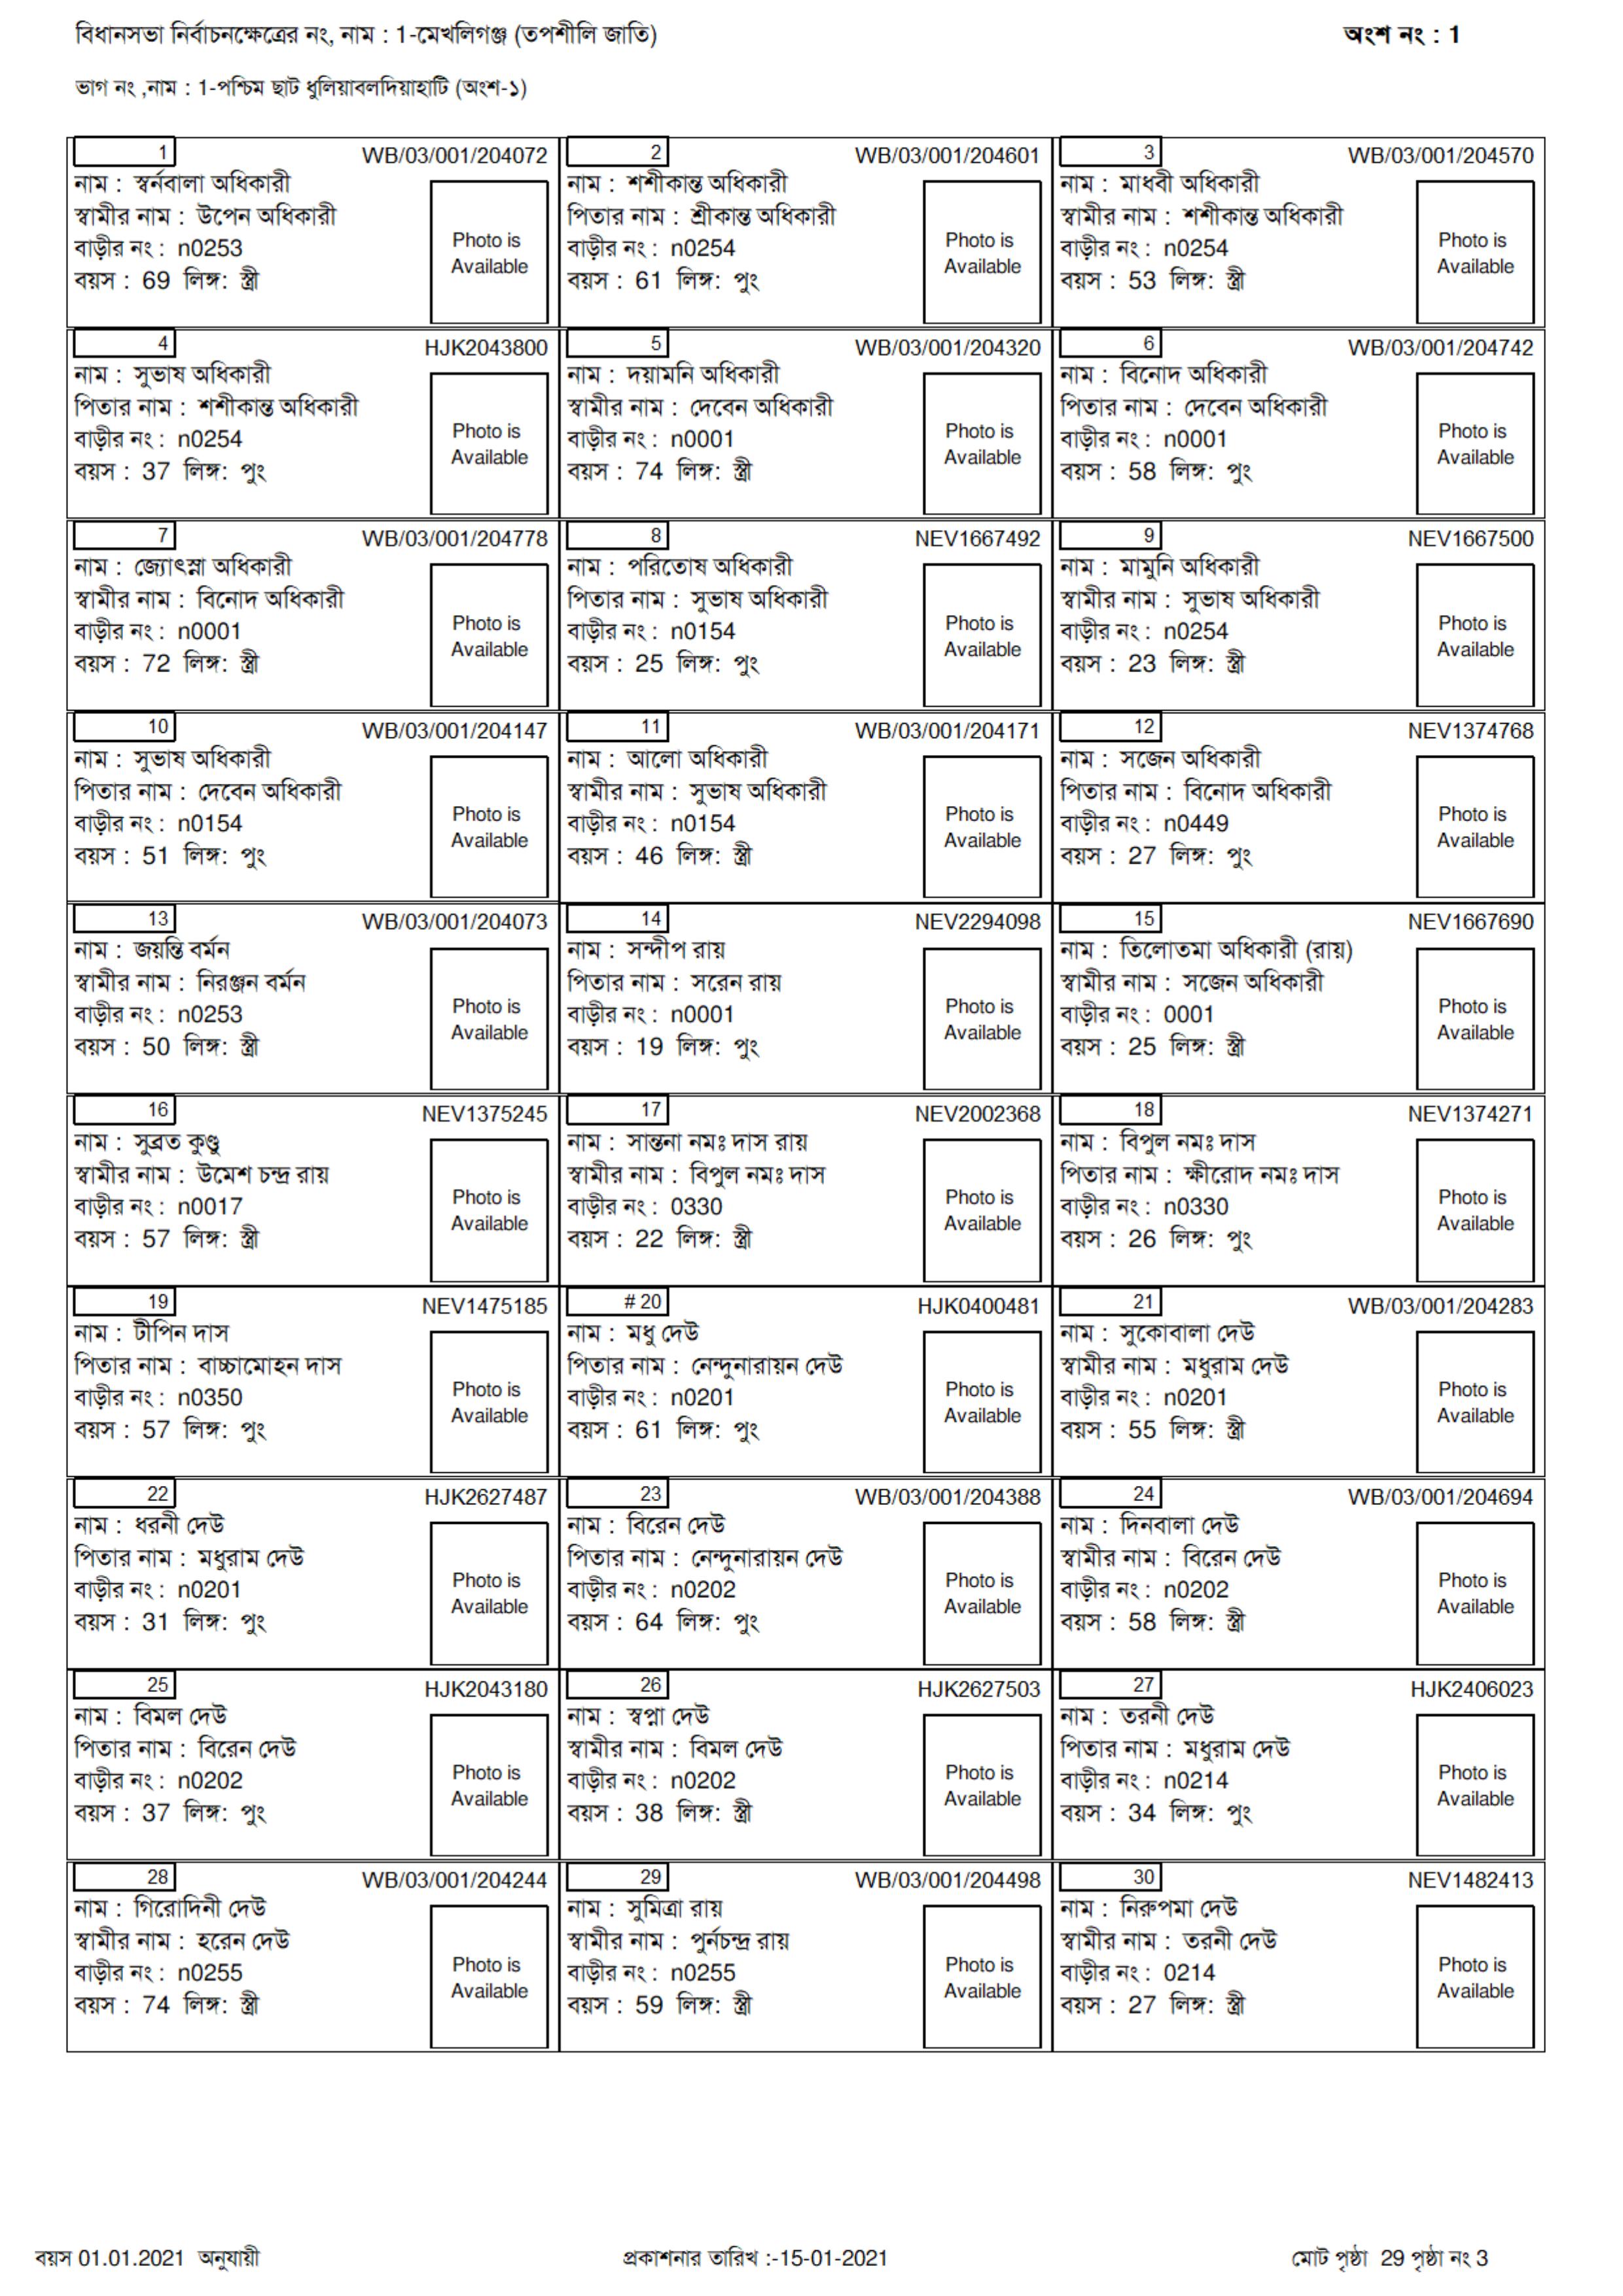 বিধানসভা নির্বাচনক্ষেত্রের নং, নাম : 1-মেখলিগঞ্জ (তপশীলি জাতি)
অংশ নং : 1
ভাগ নং ,নাম : 1-পশ্চিম ছাট ধুলিয়াবলদিয়াহাটি (অংশ-১)
1 WB/03/001/204072
নাম : স্বর্নবালা অধিকারী
স্বামীর নাম : উপেন অধিকারী
বাড়ীর নং : n0253
বয়স : 69 লিঙ্গ: স্ত্রী
Photo is
Available
2 WB/03/001/204601
নাম : শশীকান্ত অধিকারী
পিতার নাম : শ্রীকান্ত অধিকারী
বাড়ীর নং : n0254
বয়স : 61 লিঙ্গ: পুং
Photo is
Available
3 WB/03/001/204570
নাম : মাধবী অধিকারী
স্বামীর নাম : শশীকান্ত অধিকারী
বাড়ীর নং : n0254
বয়স : 53 লিঙ্গ: স্ত্রী
Photo is
Available
4 HJK2043800
নাম : সুভাষ অধিকারী
পিতার নাম : শশীকান্ত অধিকারী
বাড়ীর নং : n0254
বয়স : 37 লিঙ্গ: পুং
Photo is
Available
5 WB/03/001/204320
নাম : দয়ামনি অধিকারী
স্বামীর নাম : দেবেন অধিকারী
বাড়ীর নং : n0001
বয়স : 74 লিঙ্গ: স্ত্রী
Photo is
Available
6 WB/03/001/204742
নাম : বিনোদ অধিকারী
পিতার নাম : দেবেন অধিকারী
বাড়ীর নং : n0001
বয়স : 58 লিঙ্গ: পুং
Photo is
Available
7 WB/03/001/204778
নাম : জ্যোৎস্না অধিকারী
স্বামীর নাম : বিনোদ অধিকারী
বাড়ীর নং : n0001
বয়স : 72 লিঙ্গ: স্ত্রী
Photo is
Available
8 NEV1667492
নাম : পরিতোষ অধিকারী
পিতার নাম : সুভাষ অধিকারী
বাড়ীর নং : n0154
বয়স : 25 লিঙ্গ: পুং
Photo is
Available
9 NEV1667500
নাম : মামুনি অধিকারী
স্বামীর নাম : সুভাষ অধিকারী
বাড়ীর নং : n0254
বয়স : 23 লিঙ্গ: স্ত্রী
Photo is
Available
10 WB/03/001/204147
নাম : সুভাষ অধিকারী
পিতার নাম : দেবেন অধিকারী
বাড়ীর নং : n0154
বয়স : 51 লিঙ্গ: পুং
Photo is
Available
11 WB/03/001/204171
নাম : আলো অধিকারী
স্বামীর নাম : সুভাষ অধিকারী
বাড়ীর নং : n0154
বয়স : 46 লিঙ্গ: স্ত্রী
Photo is
Available
12 NEV1374768
নাম : সজেন অধিকারী
পিতার নাম : বিনোদ অধিকারী
বাড়ীর নং : n0449
বয়স : 27 লিঙ্গ: পুং
Photo is
Available
13 WB/03/001/204073
নাম : জয়ন্তি বর্মন
স্বামীর নাম : নিরঞ্জন বর্মন
বাড়ীর নং : n0253
বয়স : 50 লিঙ্গ: স্ত্রী
Photo is
Available
14 NEV2294098
নাম : সন্দীপ রায়
পিতার নাম : সরেন রায়
বাড়ীর নং : n0001
বয়স : 19 লিঙ্গ: পুং
Photo is
Available
15 NEV1667690
নাম : তিলোতমা অধিকারী (রায়)
স্বামীর নাম : সজেন অধিকারী
বাড়ীর নং : 0001
বয়স : 25 লিঙ্গ: স্ত্রী
Photo is
Available
16 NEV1375245
নাম : সুব্রত কুণ্ডু
স্বামীর নাম : উমেশ চন্দ্র রায়
বাড়ীর নং : n0017
বয়স : 57 লিঙ্গ: স্ত্রী
Photo is
Available
17 NEV2002368
নাম : সান্তনা নমঃ দাস রায়
স্বামীর নাম : বিপুল নমঃ দাস
বাড়ীর নং : 0330
বয়স : 22 লিঙ্গ: স্ত্রী
Photo is
Available
18 NEV1374271
নাম : বিপুল নমঃ দাস
পিতার নাম : ক্ষীরোদ নমঃ দাস
বাড়ীর নং : n0330
বয়স : 26 লিঙ্গ: পুং
Photo is
Available
19 NEV1475185
নাম : টীপিন দাস
পিতার নাম : বাচ্চামোহন দাস
বাড়ীর নং : n0350
বয়স : 57 লিঙ্গ: পুং
Photo is
Available
# 20 HJK0400481
নাম : মধু দেউ
পিতার নাম : নেন্দুনারায়ন দেউ
বাড়ীর নং : n0201
বয়স : 61 লিঙ্গ: পুং
Photo is
Available
21 WB/03/001/204283
নাম : সুকোবালা দেউ
স্বামীর নাম : মধুরাম দেউ
বাড়ীর নং : n0201
বয়স : 55 লিঙ্গ: স্ত্রী
Photo is
Available
22 HJK2627487
নাম : ধরনী দেউ
পিতার নাম : মধুরাম দেউ
বাড়ীর নং : n0201
বয়স : 31 লিঙ্গ: পুং
Photo is
Available
23 WB/03/001/204388
নাম : বিরেন দেউ
পিতার নাম : নেন্দুনারায়ন দেউ
বাড়ীর নং : n0202
বয়স : 64 লিঙ্গ: পুং
Photo is
Available
24 WB/03/001/204694
নাম : দিনবালা দেউ
স্বামীর নাম : বিরেন দেউ
বাড়ীর নং : n0202
বয়স : 58 লিঙ্গ: স্ত্রী
Photo is
Available
25 HJK2043180
নাম : বিমল দেউ
পিতার নাম : বিরেন দেউ
বাড়ীর নং : n0202
বয়স : 37 লিঙ্গ: পুং
Photo is
Available
26 HJK2627503
নাম : স্বপ্না দেউ
স্বামীর নাম : বিমল দেউ
বাড়ীর নং : n0202
বয়স : 38 লিঙ্গ: স্ত্রী
Photo is
Available
27 HJK2406023
নাম : তরনী দেউ
পিতার নাম : মধুরাম দেউ
বাড়ীর নং : n0214
বয়স : 34 লিঙ্গ: পুং
Photo is
Available
28 WB/03/001/204244
নাম : গিরোদিনী দেউ
স্বামীর নাম : হরেন দেউ
বাড়ীর নং : n0255
বয়স : 74 লিঙ্গ: স্ত্রী
Photo is
Available
29 WB/03/001/204498
নাম : সুমিত্রা রায়
স্বামীর নাম : পুর্নচন্দ্র রায়
বাড়ীর নং : n0255
বয়স : 59 লিঙ্গ: স্ত্রী
Photo is
Available
30 NEV1482413
নাম : নিরুপমা দেউ
স্বামীর নাম : তরনী দেউ
বাড়ীর নং : 0214
বয়স : 27 লিঙ্গ: স্ত্রী
Photo is
Available
বয়স 01.01.2021 অনুযায়ী
প্রকাশনার তারিখ :-15-01-2021
মোট পৃষ্ঠা 29 পৃষ্ঠা নং 3